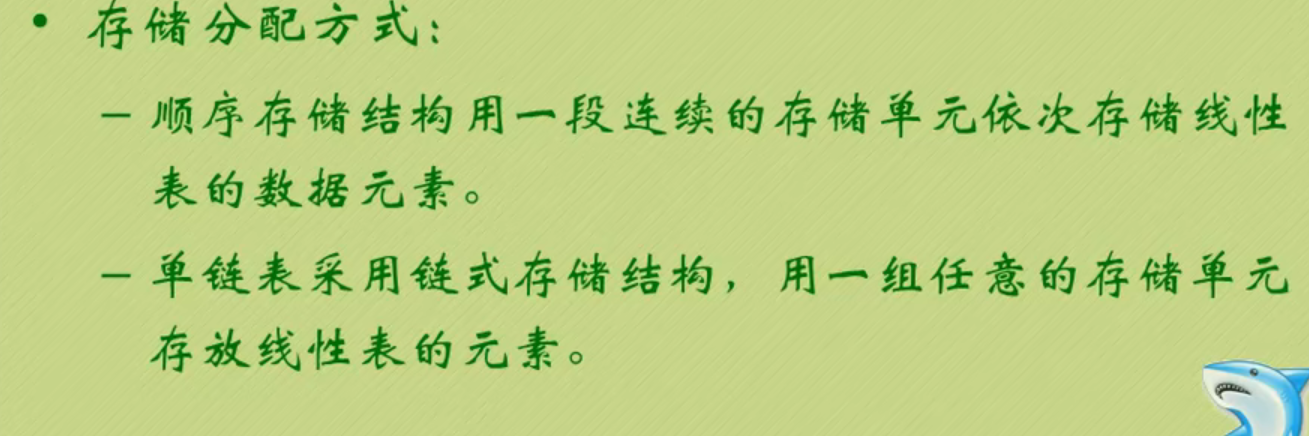 • 存储分配方式：
– 顺序存储结构用一段连续的存储单元依次存储线性
表的数据元素。
– 单链表采用链式存储结构，用一组任意的存储单元
存放线性表的元素。